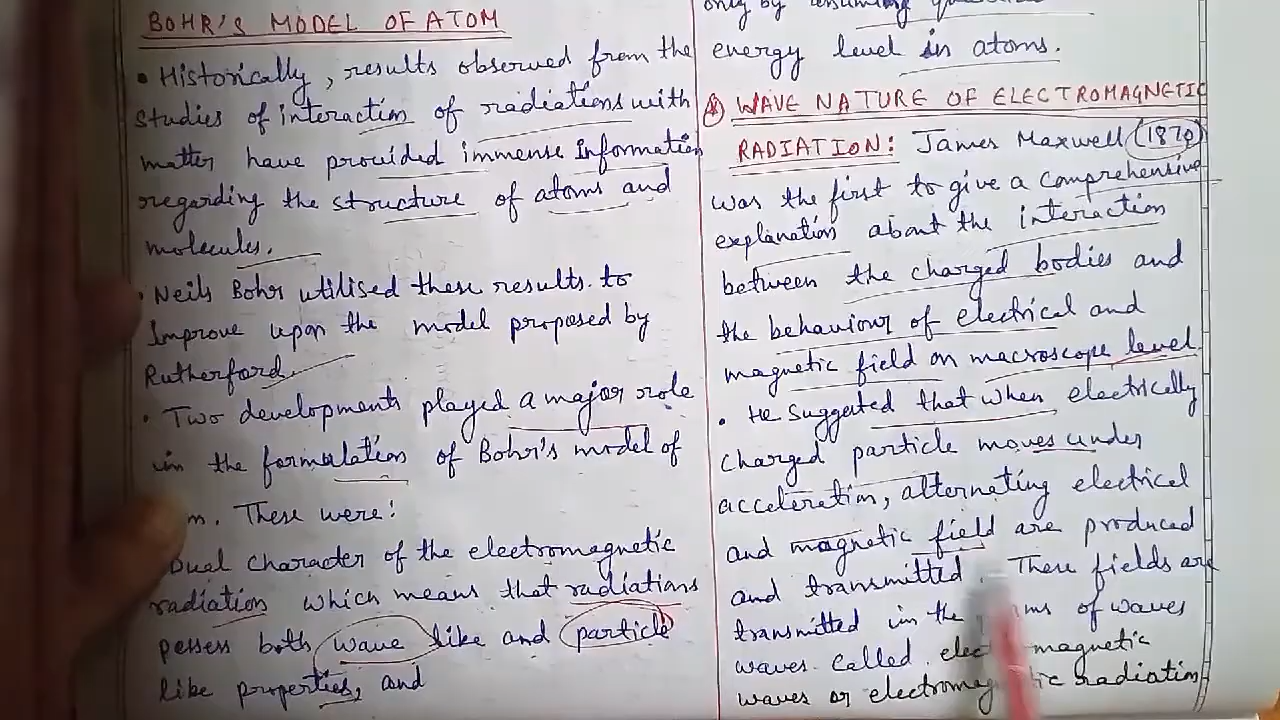 BOHR'S MODEL OF ATOM
• Historically, results observed from the
studies of interaction of radiations with
matter have provided immense information
regarding the structure of atoms and
molecules.
• Neils Bohr utilised these results to
Improve upon the model proposed by
Rutherford.
• Two developments played a major role
in the formulation of Bohr's model of
m. These were:
Dual character of the electromagnetic
radiation which means that radiations
possess both wave like and particle
like properties, and
only by assuming
energy level in atoms.
WAVE NATURE OF ELECTROMAGNETIC
RADIATION: James Maxwell (1870)
was the first to give a comprehensive
explanation about the interaction
between the charged bodies and
the behaviour of electrical and
magnetic field on macroscope level.
• He suggested that when electrically
charged particle moves under
acceleration, alternating electrical
and magnetic field are produced
and transmitted. These fields are
transmitted in the of waves
waves called electromagnetic
waves or electromagnetic radiation